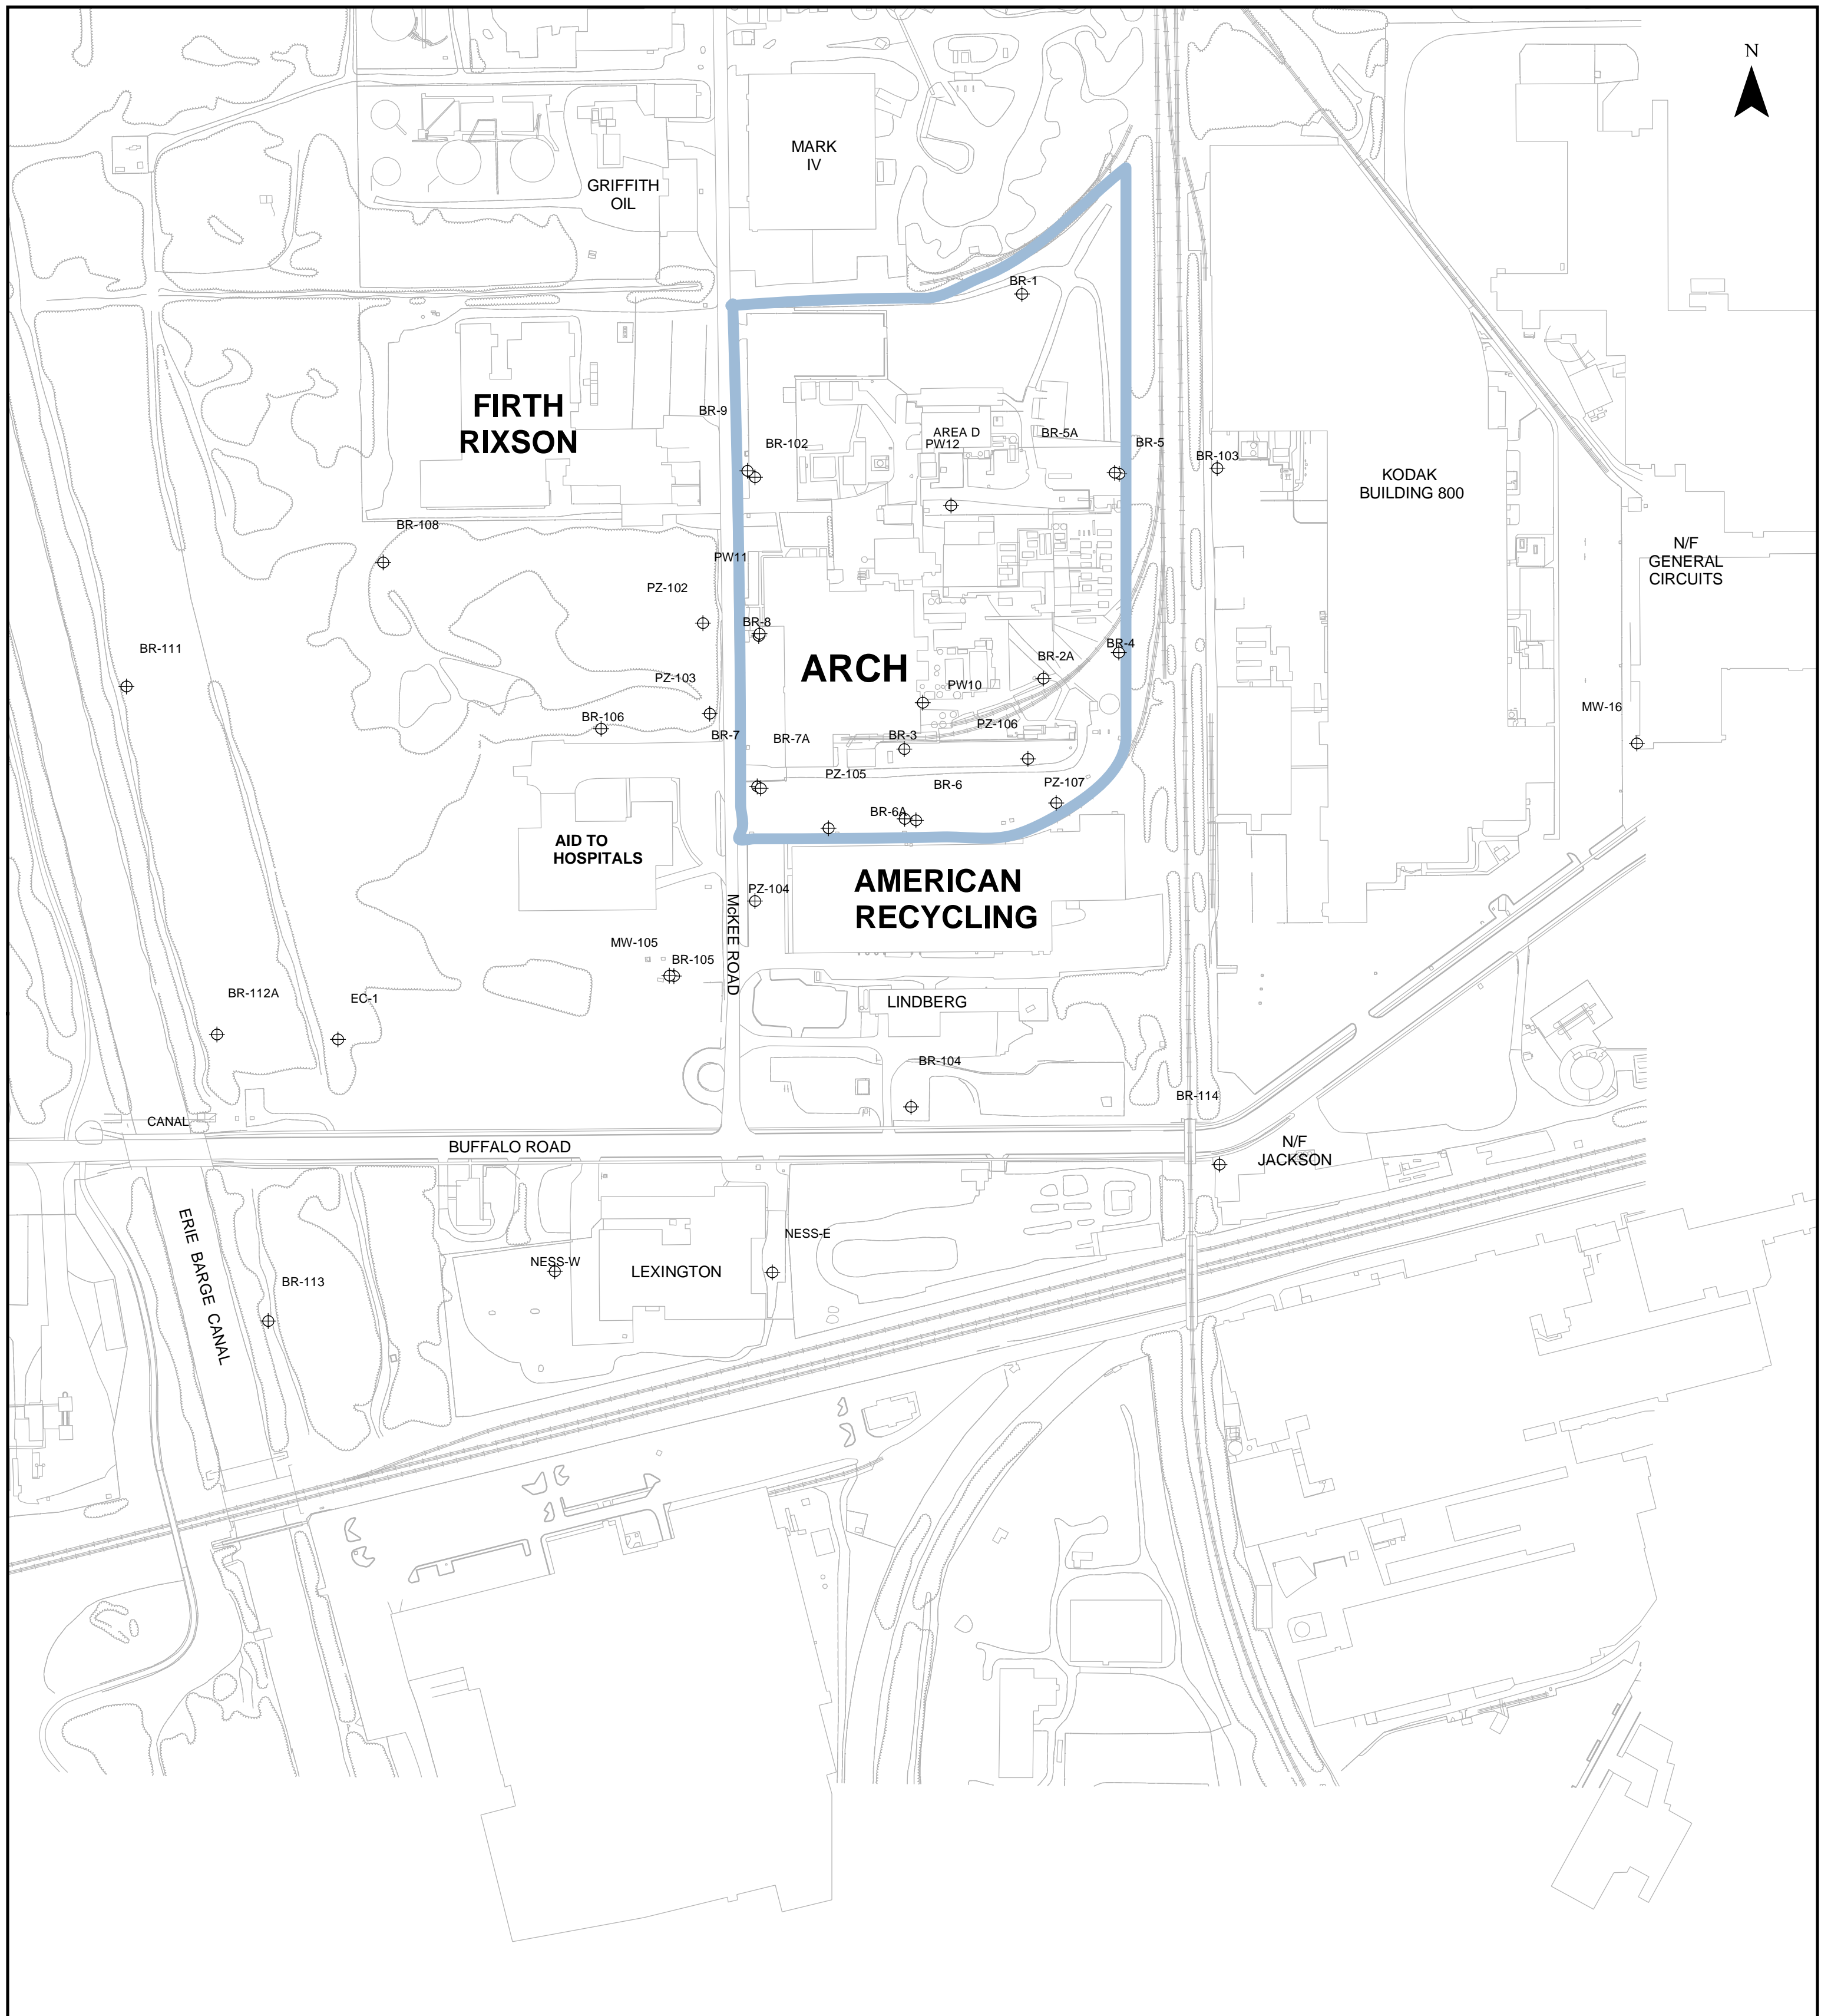 N
MARK
IV
GRIFFITH
OIL
BR-1
FIRTH
RIXSON
BR-9
BR-102
AREA D
PW12
BR-5A
BR-5
BR-103
KODAK
BUILDING 800
BR-108
PW11
N/F
GENERAL
CIRCUITS
PZ-102
BR-8
BR-111
ARCH
BR-4
BR-2A
PZ-103
PW10
MW-16
BR-106
PZ-106
BR-7
BR-7A
BR-3
PZ-105
BR-6
PZ-107
BR-6A
AID TO
HOSPITALS
AMERICAN
RECYCLING
PZ-104
McKEE ROAD
MW-105
BR-105
BR-112A
EC-1
LINDBERG
BR-104
BR-114
CANAL
BUFFALO ROAD
N/F
JACKSON
ERIE BARGE CANAL
NESS-E
NESS-W
LEXINGTON
BR-113